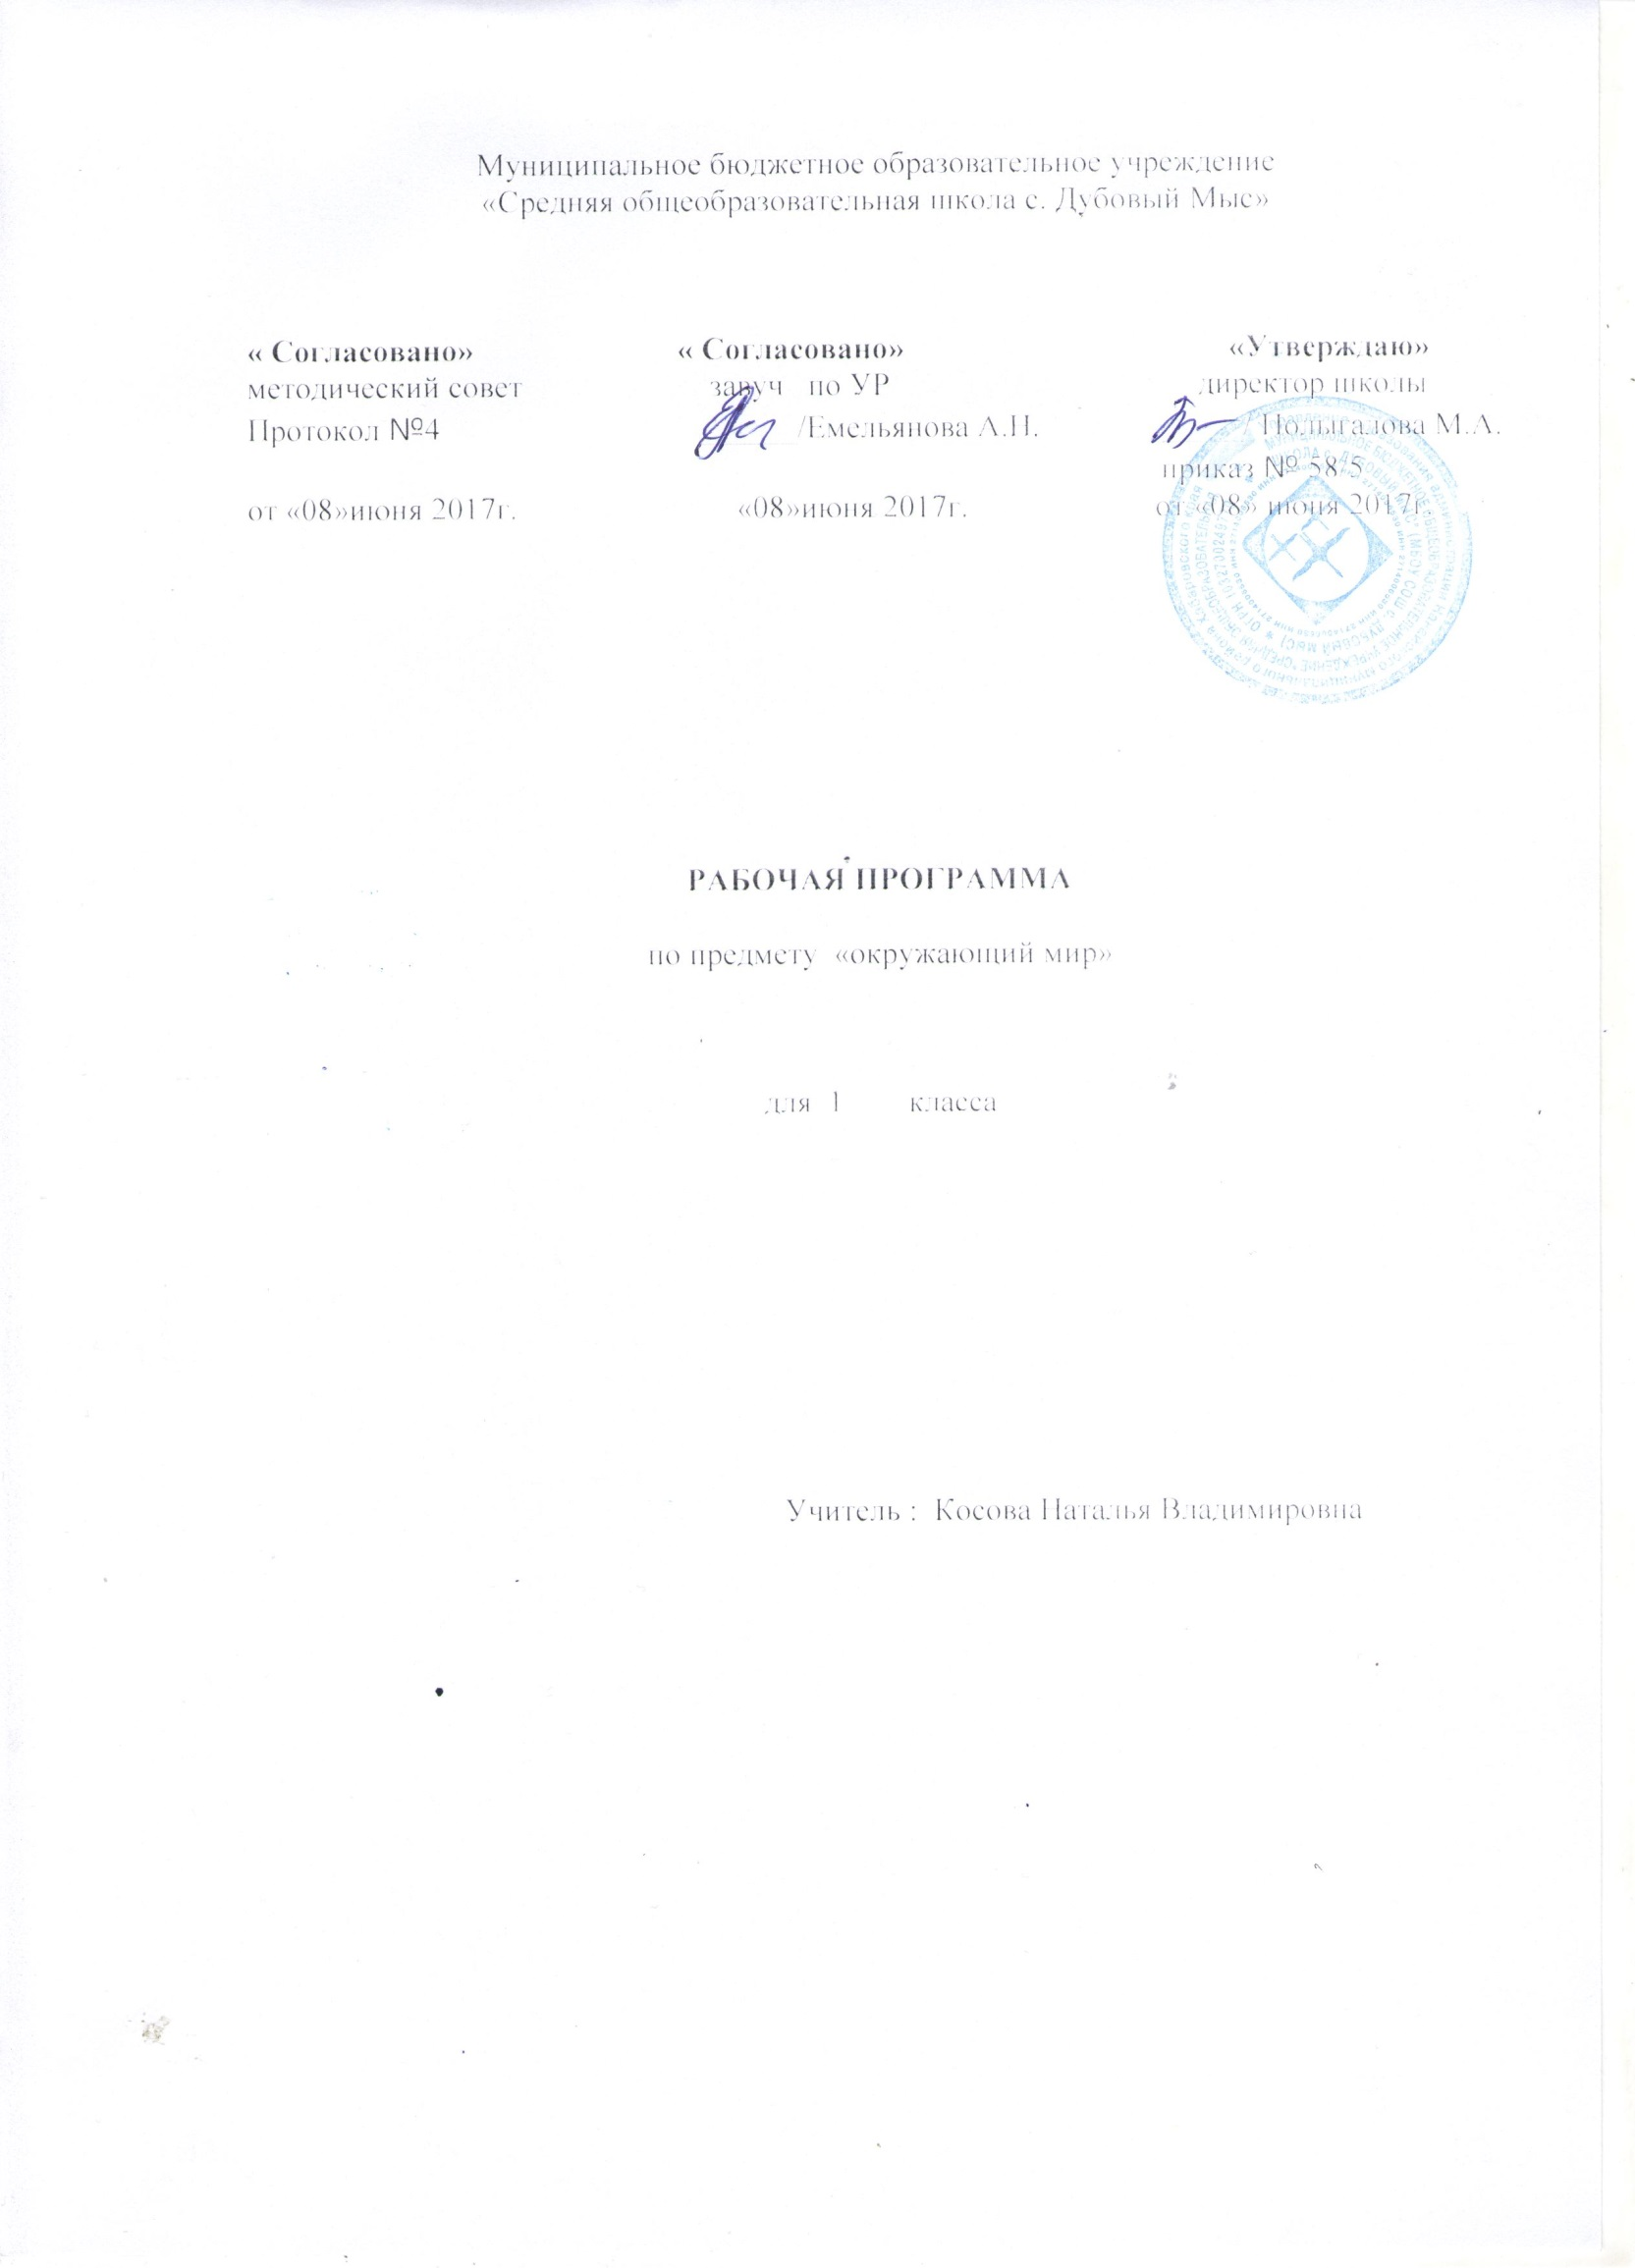 Муниципальное бюджетное образовательное учреждение
«Средняя общеобразовательная школа с. Дубовый Мыс»
« Согласовано» « Согласовано» «Утверждаю»
методический совет завуч по УР директор школы
Протокол №4 /Емельянова А.Н. / Полыгалова М.А.
приказ № 58/5
от «08»июня 2017г. «08»июня 2017г. от «08» июня 2017г.
РАБОЧАЯ ПРОГРАММА
по предмету «окружающий мир»
для 1 класса
Учитель : Косова Наталья Владимировна